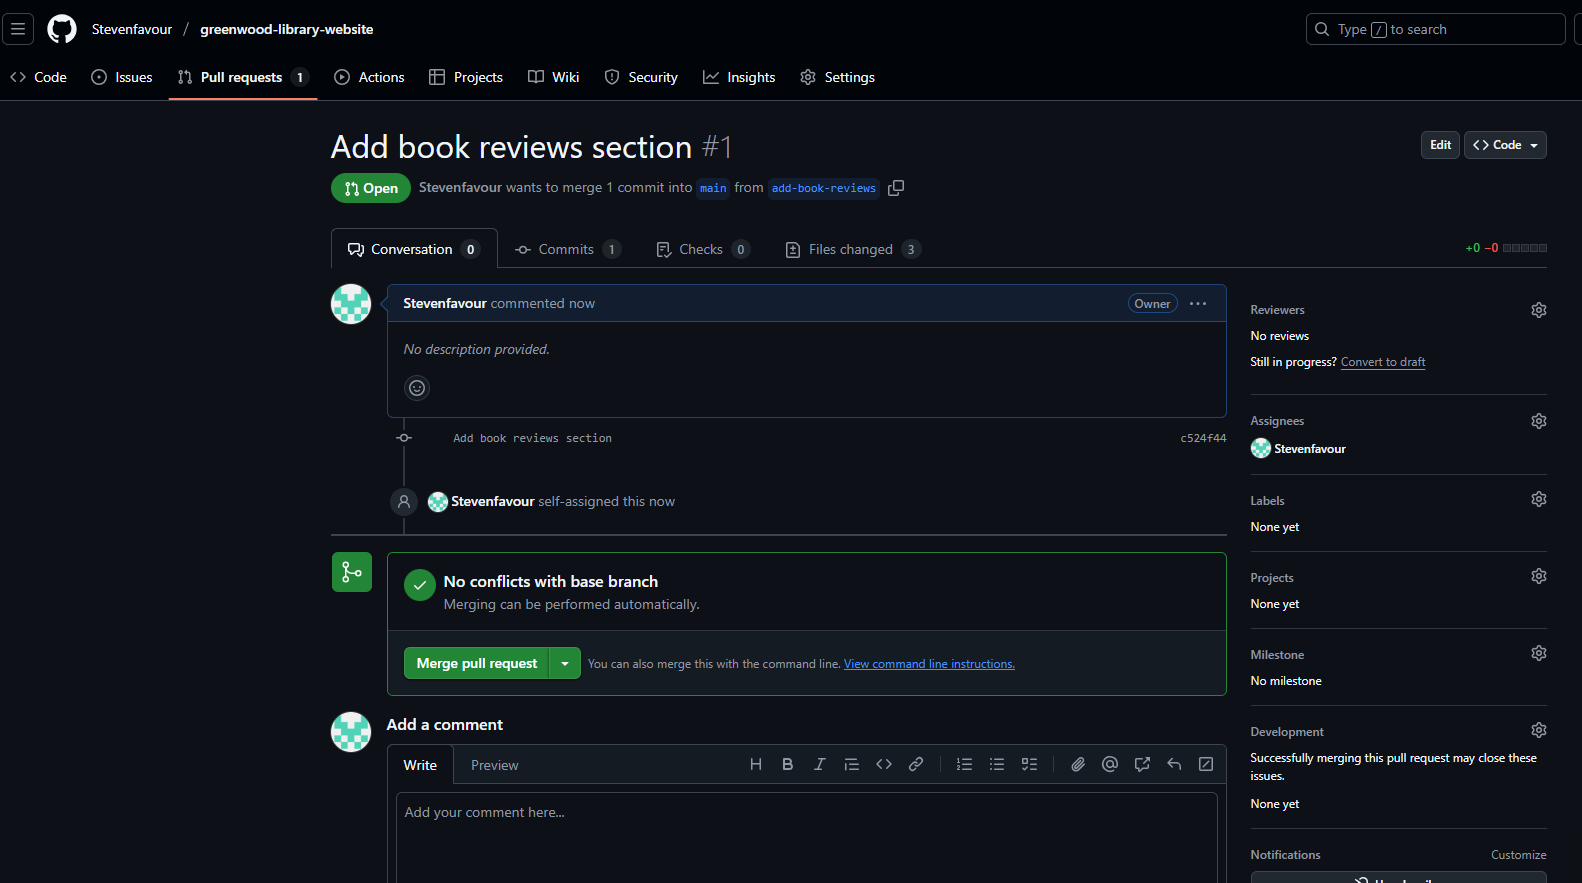 Stevenfavour / greenwood-library-website
Type / to search
Code Issues Pull requests 1 Actions Projects Wiki Security Insights Settings
Add book reviews section #1
Edit Code
Open Stevenfavour wants to merge 1 commit into main from add-book-reviews
Conversation 0 Commits 1 Checks 0 Files changed 3
+0 −0
Stevenfavour commented now Owner
No description provided.
Add book reviews section c524f44
Stevenfavour self-assigned this now
No conflicts with base branch
Merging can be performed automatically.
Merge pull request You can also merge this with the command line. View command line instructions.
Add a comment
Write Preview
Add your comment here...
Reviewers
No reviews
Still in progress? Convert to draft
Assignees
Stevenfavour
Labels
None yet
Projects
None yet
Milestone
No milestone
Development
Successfully merging this pull request may close these
issues.
None yet
Notifications Customize